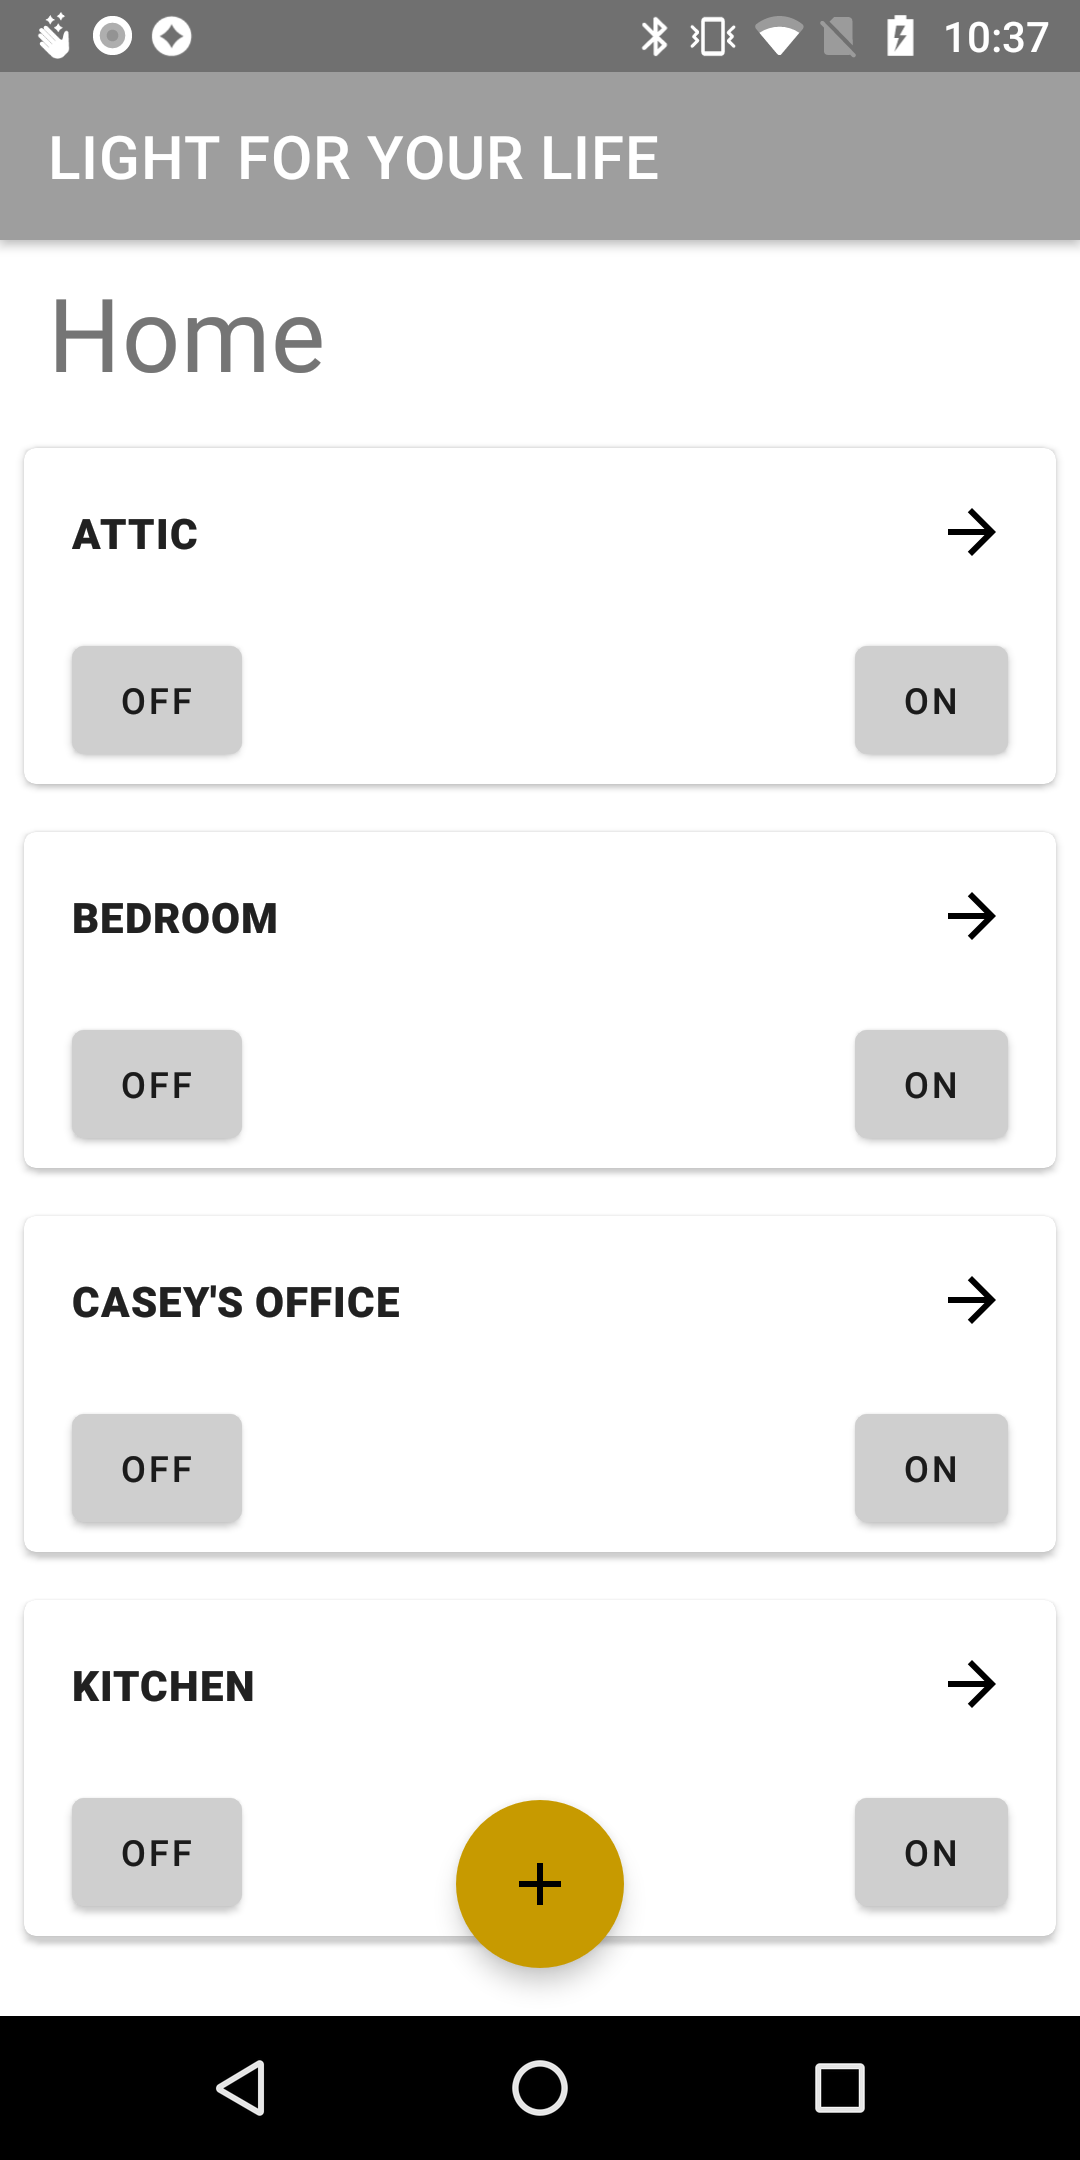 10:37
LIGHT FOR YOUR LIFE
Home
ATTIC
OFF ON
BEDROOM
OFF ON
CASEY'S OFFICE
OFF ON
KITCHEN
OFF ON